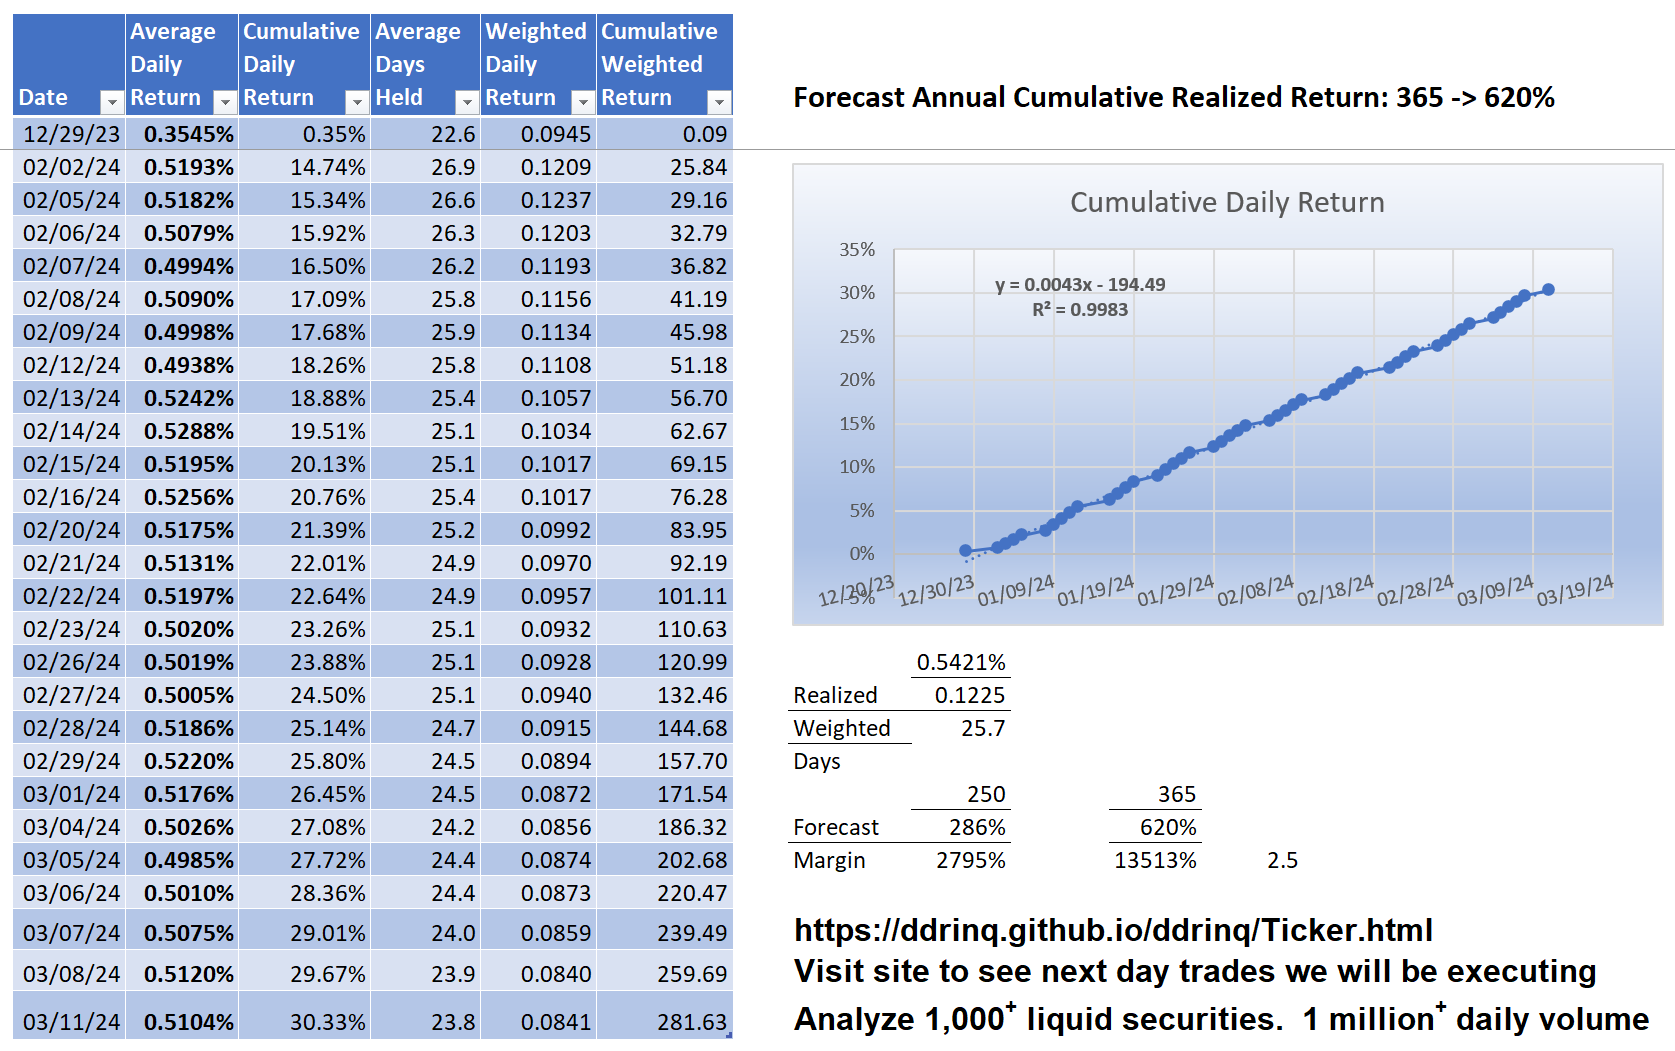 Date Average Daily Return Cumulative Daily Return Average Days Held Weighted Daily Return Cumulative Weighted Return
12/29/23 0.3545% 0.35% 22.6 0.0945 0.09
02/02/24 0.5193% 14.74% 26.9 0.1209 25.84
02/05/24 0.5182% 15.34% 26.6 0.1237 29.16
02/06/24 0.5079% 15.92% 26.3 0.1203 32.79
02/07/24 0.4994% 16.50% 26.2 0.1193 36.82
02/08/24 0.5090% 17.09% 25.8 0.1156 41.19
02/09/24 0.4998% 17.68% 25.9 0.1134 45.98
02/12/24 0.4938% 18.26% 25.8 0.1108 51.18
02/13/24 0.5242% 18.88% 25.4 0.1057 56.70
02/14/24 0.5288% 19.51% 25.1 0.1034 62.67
02/15/24 0.5195% 20.13% 25.1 0.1017 69.15
02/16/24 0.5256% 20.76% 25.4 0.1017 76.28
02/20/24 0.5175% 21.39% 25.2 0.0992 83.95
02/21/24 0.5131% 22.01% 24.9 0.0970 92.19
02/22/24 0.5197% 22.64% 24.9 0.0957 101.11
02/23/24 0.5020% 23.26% 25.1 0.0932 110.63
02/26/24 0.5019% 23.88% 25.1 0.0928 120.99
02/27/24 0.5005% 24.50% 25.1 0.0940 132.46
02/28/24 0.5186% 25.14% 24.7 0.0915 144.68
02/29/24 0.5220% 25.80% 24.5 0.0894 157.70
03/01/24 0.5176% 26.45% 24.5 0.0872 171.54
03/04/24 0.5026% 27.08% 24.2 0.0856 186.32
03/05/24 0.4985% 27.72% 24.4 0.0874 202.68
03/06/24 0.5010% 28.36% 24.4 0.0873 220.47
03/07/24 0.5075% 29.01% 24.0 0.0859 239.49
03/08/24 0.5120% 29.67% 23.9 0.0840 259.69
03/11/24 0.5104% 30.33% 23.8 0.0841 281.63
Forecast Annual Cumulative Realized Return: 365 -> 620%
Cumulative Daily Return
35%
y = 0.0043x - 194.49
30%
R² = 0.9983
25%
20%
15%
10%
5%
0%
-5%
12/20/23 12/30/23 01/09/24 01/19/24 01/29/24 02/08/24 02/18/24 02/28/24 03/09/24 03/19/24
0.5421%
Realized 0.1225
Weighted 25.7
Days
250 365
Forecast 286% 620%
Margin 2795% 13513% 2.5
https://ddrinq.github.io/ddrinq/Ticker.html
Visit site to see next day trades we will be executing
Analyze 1,000⁺ liquid securities. 1 million⁺ daily volume